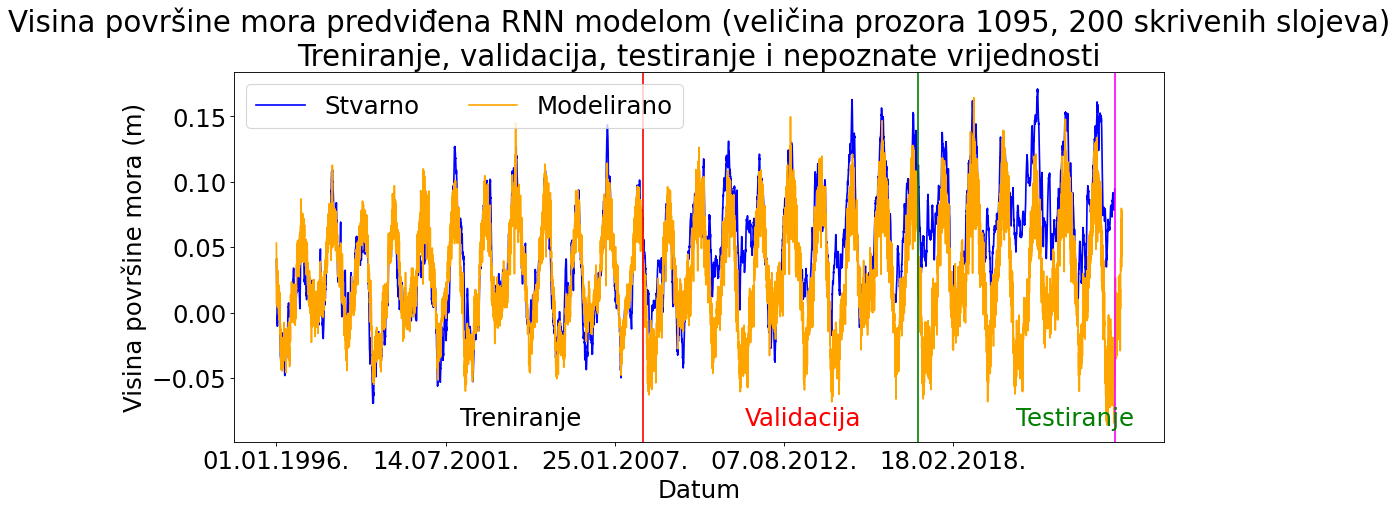 Visina površine mora predviđena RNN modelom (veličina prozora 1095, 200 skrivenih slojeva)
Treniranje, validacija, testiranje i nepoznate vrijednosti
Stvarno
Modelirano
Visina površine mora (m)
0.15
0.10
0.05
0.00
−0.05
Treniranje
Validacija
Testiranje
01.01.1996.
14.07.2001.
25.01.2007.
07.08.2012.
18.02.2018.
Datum